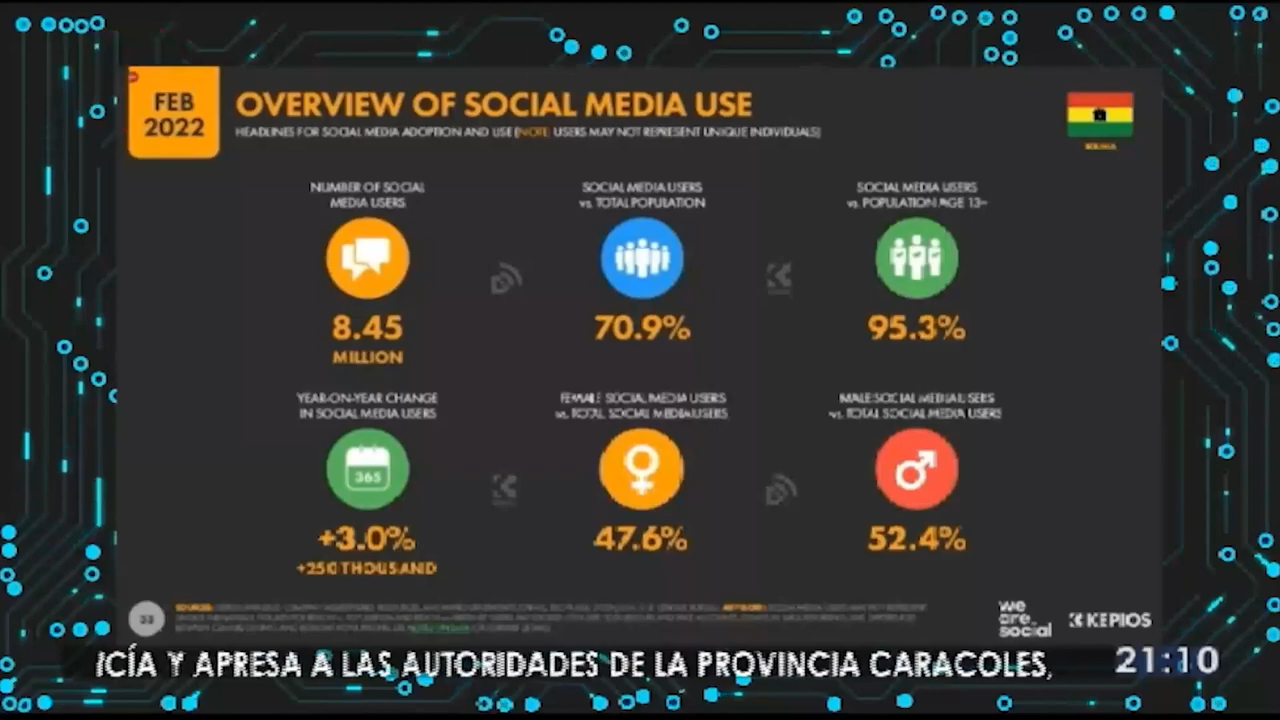 FEB
2022
OVERVIEW OF SOCIAL MEDIA USE
HEADLINES FOR SOCIAL MEDIA ADOPTION AND USE (NOTE: USERS MAY NOT REPRESENT UNIQUE INDIVIDUALS)
BOLIVIA
NUMBER OF SOCIAL
MEDIA USERS
8.45
MILLION
SOCIAL MEDIA USERS
vs. TOTAL POPULATION
70.9%
SOCIAL MEDIA USERS
vs. POPULATION AGE 13+
95.3%
YEAR-ON-YEAR CHANGE
IN SOCIAL MEDIA USERS
365
+3.0%
+250 THOUSAND
FEMALE SOCIAL MEDIA USERS
vs. TOTAL SOCIAL MEDIA USERS
47.6%
MALE SOCIAL MEDIA USERS
vs. TOTAL SOCIAL MEDIA USERS
52.4%
SOURCES:
we
are.
social
KEPIOS
ICÍA Y APRESA A LAS AUTORIDADES DE LA PROVINCIA CARACOLES,
21:10